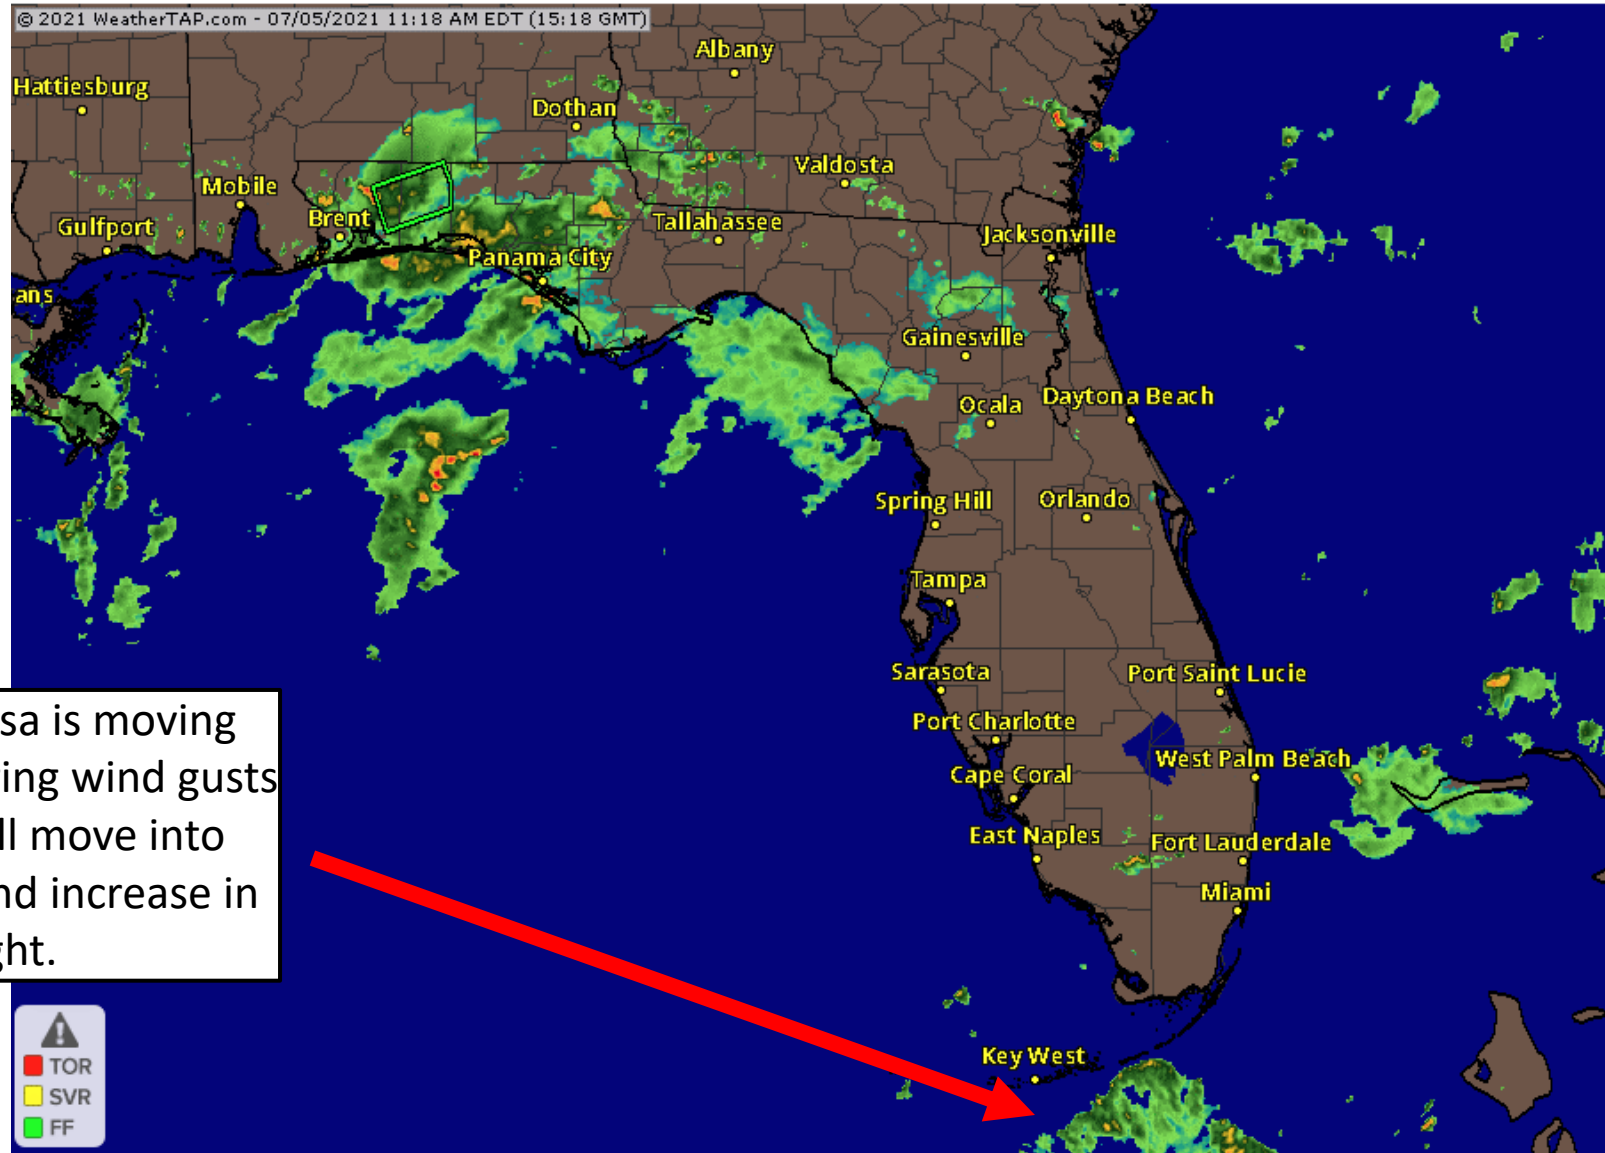 © 2021 WeatherTAP.com - 07/05/2021 11:18 AM EDT (15:18 GMT)
Albany
Hattiesburg
Dothan
Valdosta
Mobile
Brent
Gulfport
Tallahassee
Jacksonville
Panama City
ans
Gainesville
Daytona Beach
Ocala
Spring Hill
Orlando
Tampa
Sarasota
Port Saint Lucie
Port Charlotte
West Palm Beach
Cape Coral
East Naples
Fort Lauderdale
Miami
Key West
sa is moving
ing wind gusts
ll move into
nd increase in
ght.
TOR
SVR
FF